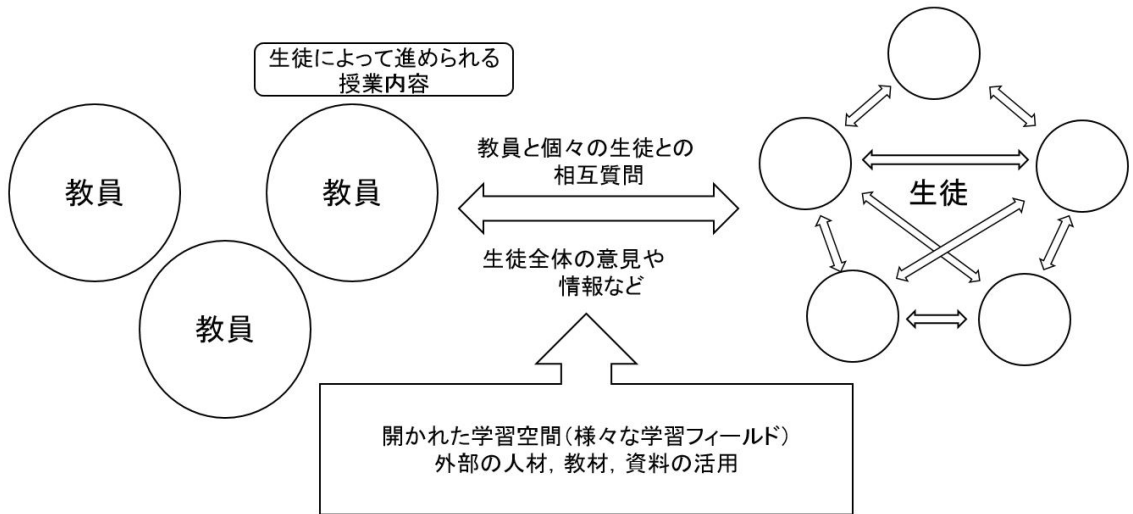 生徒によって進められる
授業内容
教員
教員
教員
教員と個々の生徒との
相互質問
生徒全体の意見や
情報など
生徒
開かれた学習空間(様々な学習フィールド)
外部の人材,教材,資料の活用